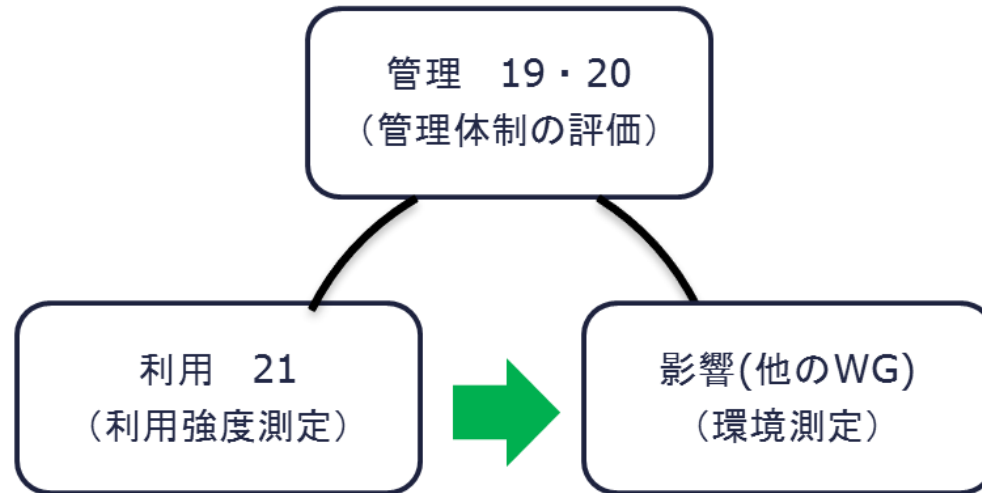 管理　19・20
（管理体制の評価）
利用　21
（利用強度測定）
影響(他のWG)
（環境測定）